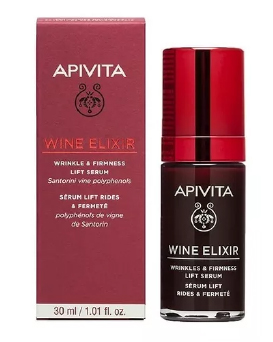 APIVITA
WINE ELIXIR
WRINKLE & FIRMNESS
LIFT SERUM
Santorini vine polyphenols
SÉRUM LIFT RIDES
& FERMETÉ
polyphénols de vigne
de Santorin
30 ml / 1.01 fl. oz.
APIVITA
WINE ELIXIR
WRINKLES & FIRMNESS
LIFT SERUM
SÉRUM LIFT
RIDES & FERMETÉ